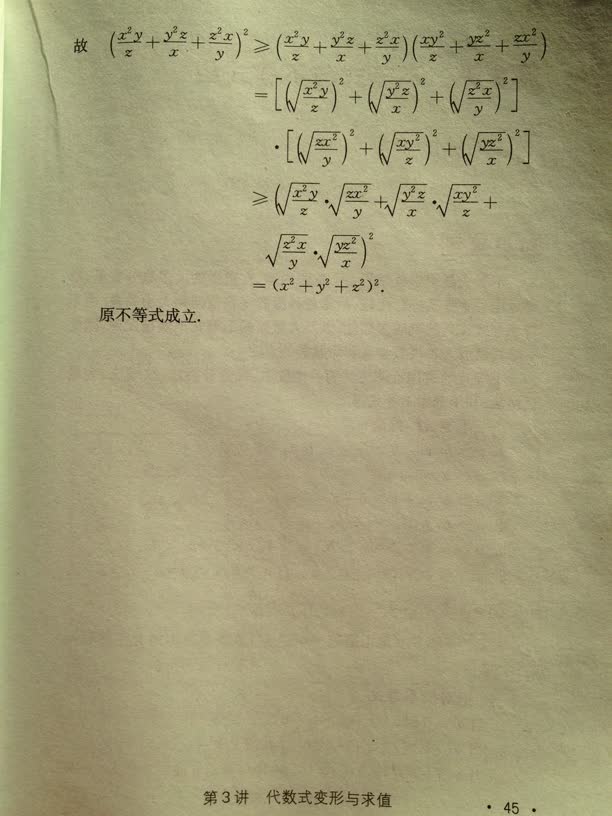 故 $\left(\frac{x^2y}{z}+\frac{y^2z}{x}+\frac{z^2x}{y}\right)^2 \geqslant \left(\frac{x^2y}{z}+\frac{y^2z}{x}+\frac{z^2x}{y}\right)\left(\frac{xy^2}{z}+\frac{yz^2}{x}+\frac{zx^2}{y}\right)$
$=\left[\left(\sqrt{\frac{x^2y}{z}}\right)^2+\left(\sqrt{\frac{y^2z}{x}}\right)^2+\left(\sqrt{\frac{z^2x}{y}}\right)^2\right]$
$\cdot\left[\left(\sqrt{\frac{zx^2}{y}}\right)^2+\left(\sqrt{\frac{xy^2}{z}}\right)^2+\left(\sqrt{\frac{yz^2}{x}}\right)^2\right]$
$\geqslant\left(\sqrt{\frac{x^2y}{z}}\cdot\sqrt{\frac{zx^2}{y}}+\sqrt{\frac{y^2z}{x}}\cdot\sqrt{\frac{xy^2}{z}}+\right.$
$\left.\sqrt{\frac{z^2x}{y}}\cdot\sqrt{\frac{yz^2}{x}}\right)^2$
$=(x^2+y^2+z^2)^2.$
原不等式成立.
第3讲 代数式变形与求值 · 45 ·